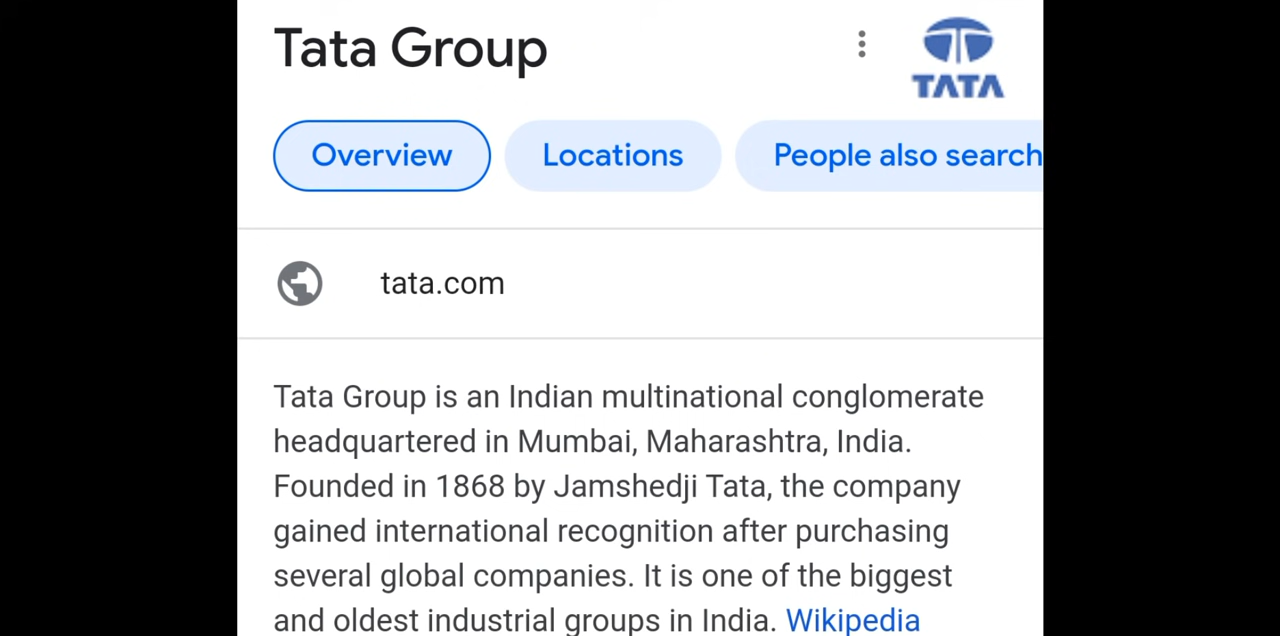 Tata Group
TATA
Overview
Locations
People also search
tata.com
Tata Group is an Indian multinational conglomerate
headquartered in Mumbai, Maharashtra, India.
Founded in 1868 by Jamshedji Tata, the company
gained international recognition after purchasing
several global companies. It is one of the biggest
and oldest industrial groups in India. Wikipedia